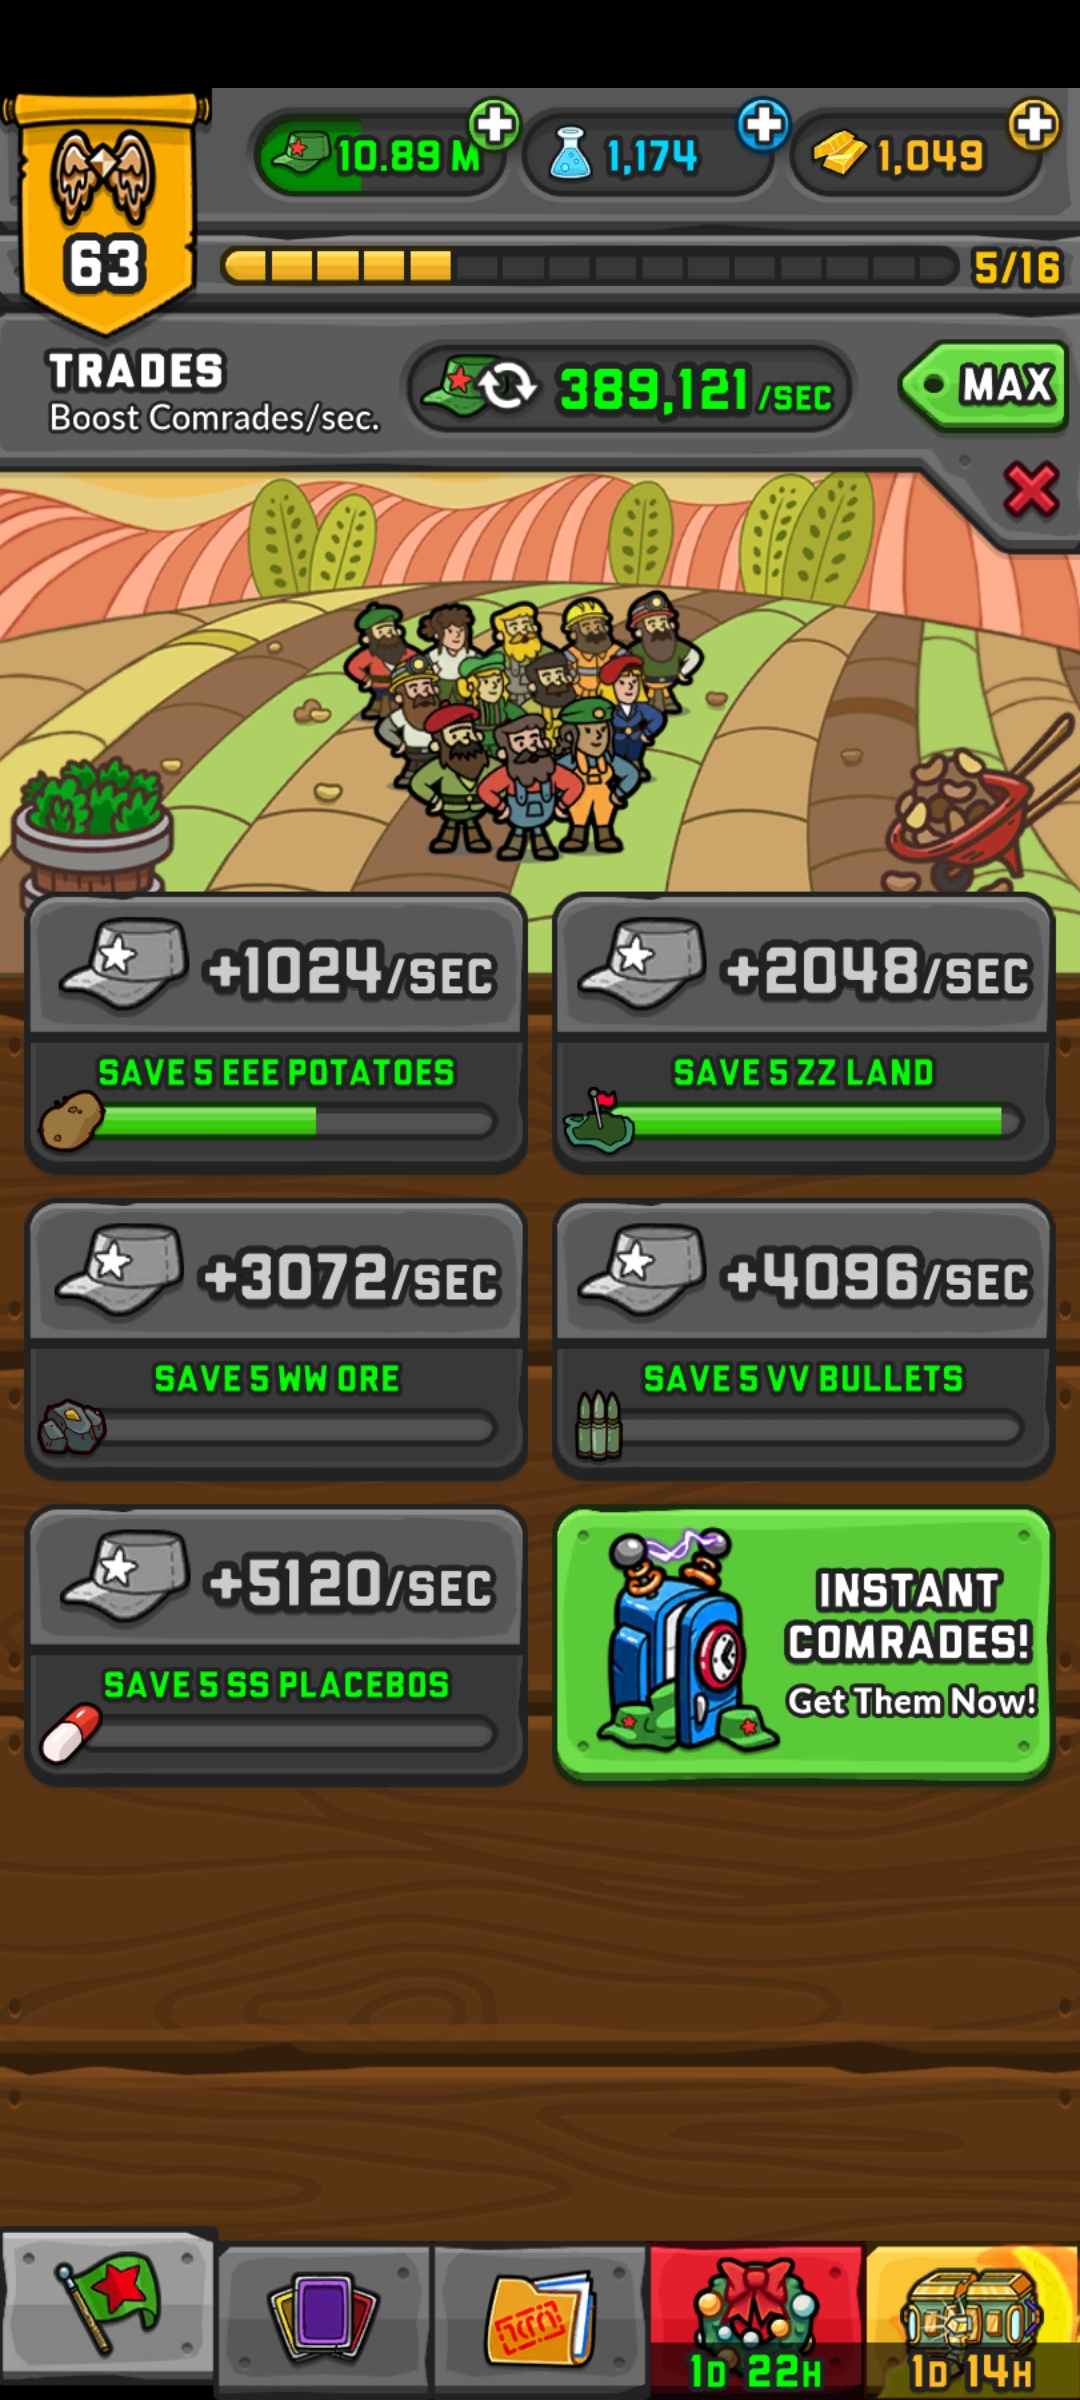 10.89 M
1,174
1,049
63
5/16
TRADES
Boost Comrades/sec.
389,121/SEC
MAX
+1024/SEC
+2048/SEC
SAVE 5 EEE POTATOES
SAVE 5 ZZ LAND
+3072/SEC
+4096/SEC
SAVE 5 WW ORE
SAVE 5 VV BULLETS
+5120/SEC
SAVE 5 SS PLACEBOS
INSTANT
COMRADES!
Get Them Now!
1D 22H
1D 14H